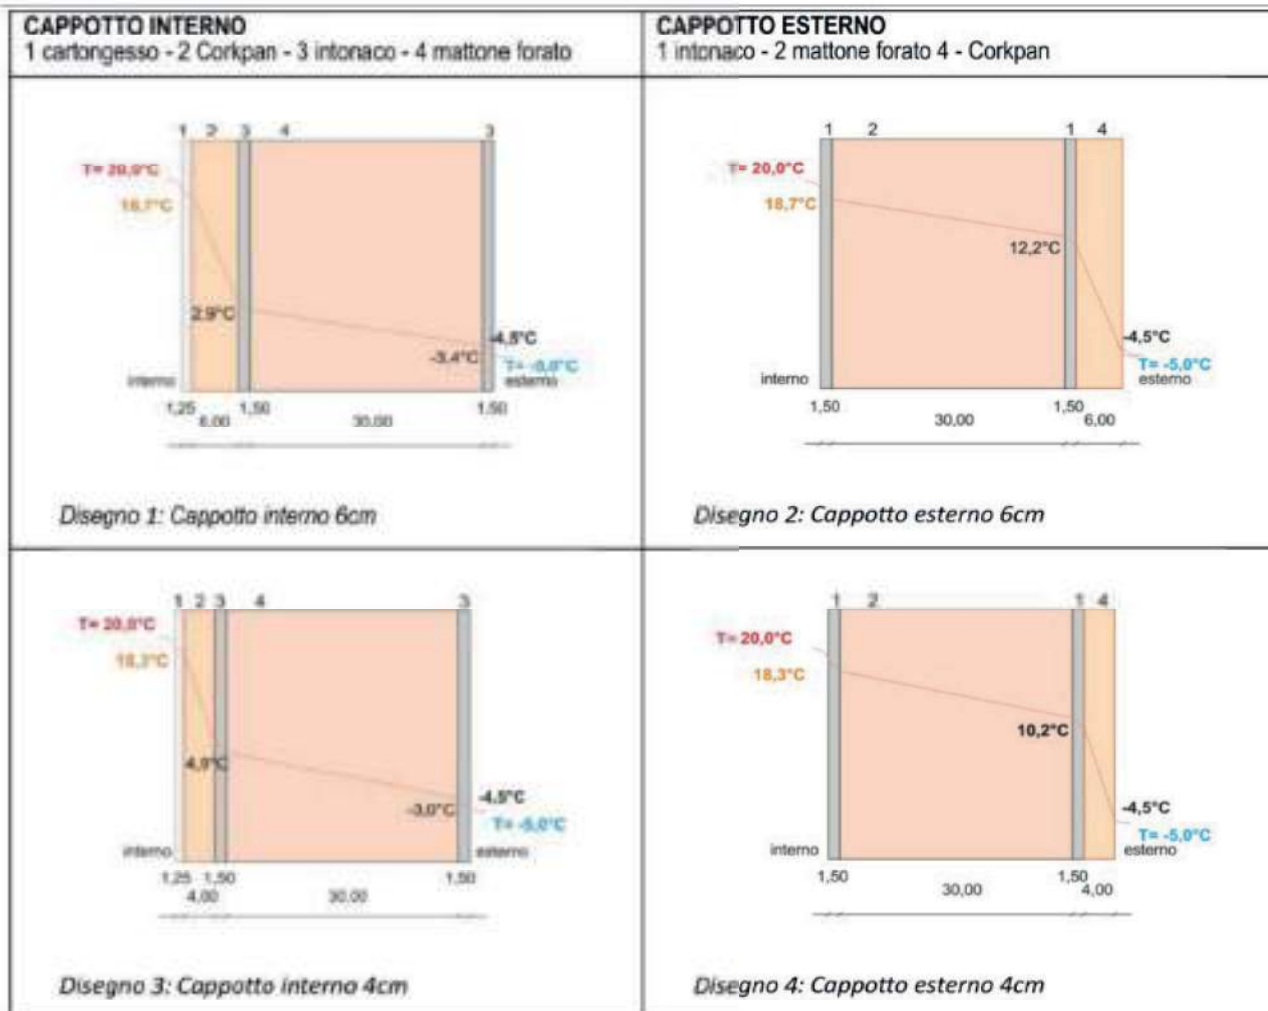 CAPPOTTO INTERNO
1 cartongesso - 2 Corkpan - 3 intonaco - 4 mattone forato
CAPPOTTO ESTERNO
1 intonaco - 2 mattone forato 4 - Corkpan
1 2 3 4 3
T= 20,0°C
18,7°C
2.9°C
-3,4°C
-4,5°C
T= -5,0°C
interno
esterno
1,25 1,50 1,50
6,00 30,00
Disegno 1: Cappotto interno 6cm
1 2 1 4
T= 20,0°C
18,7°C
12,2°C
-4,5°C
T= -5,0°C
interno
esterno
1,50 1,50
30,00 6,00
Disegno 2: Cappotto esterno 6cm
1 2 3 4 3
T= 20,0°C
18,3°C
4,9°C
-3,0°C
-4,5°C
T= -5,0°C
interno
esterno
1,25 1,50 1,50
4,00 30,00
Disegno 3: Cappotto interno 4cm
1 2 1 4
T= 20,0°C
18,3°C
10,2°C
-4,5°C
T= -5,0°C
interno
esterno
1,50 1,50
30,00 4,00
Disegno 4: Cappotto esterno 4cm